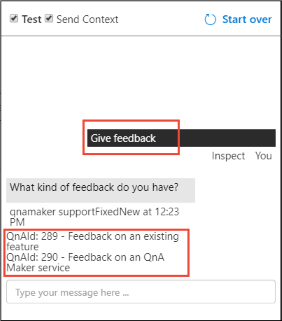 Test Send Context Start over
Give feedback
Inspect You
What kind of feedback do you have?
qnamaker supportFixedNew at 12:23
PM
QnAId: 289 - Feedback on an existing
feature
QnAId: 290 - Feedback on an QnA
Maker service
Type your message here ...